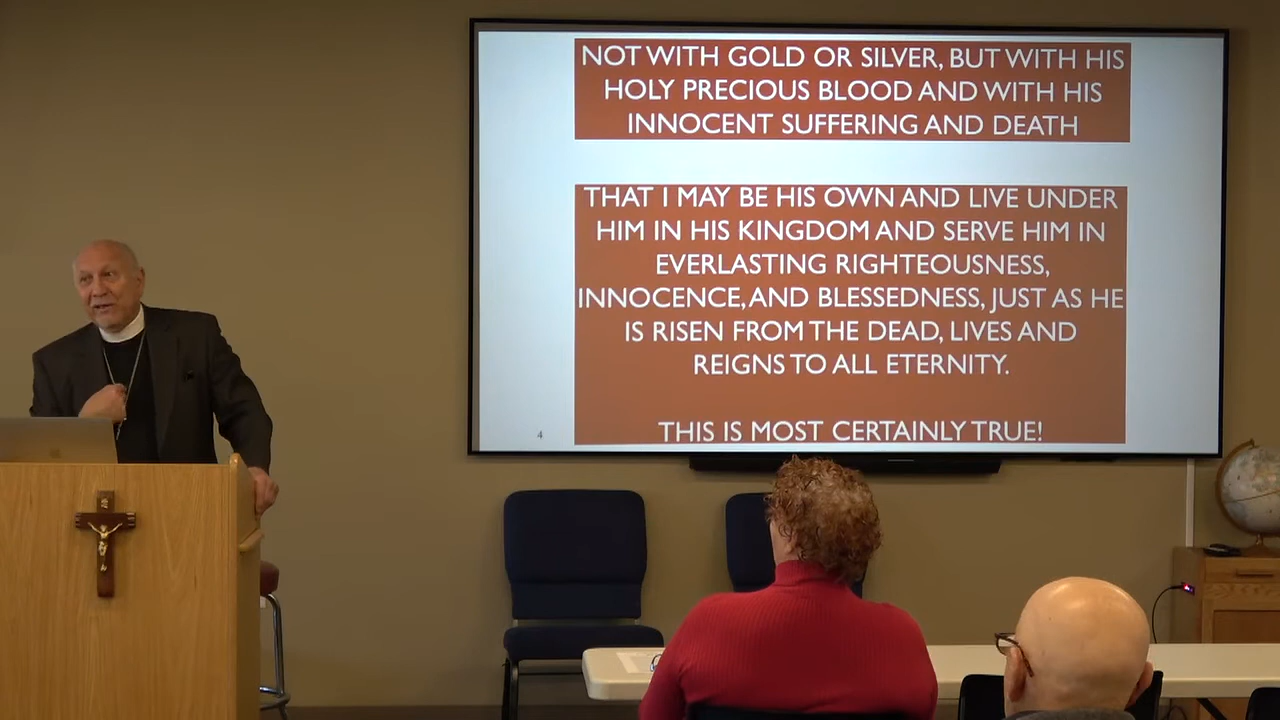 NOT WITH GOLD OR SILVER, BUT WITH HIS
HOLY PRECIOUS BLOOD AND WITH HIS
INNOCENT SUFFERING AND DEATH
THAT I MAY BE HIS OWN AND LIVE UNDER
HIM IN HIS KINGDOM AND SERVE HIM IN
EVERLASTING RIGHTEOUSNESS,
INNOCENCE, AND BLESSEDNESS, JUST AS HE
IS RISEN FROM THE DEAD, LIVES AND
REIGNS TO ALL ETERNITY.
THIS IS MOST CERTAINLY TRUE!
4